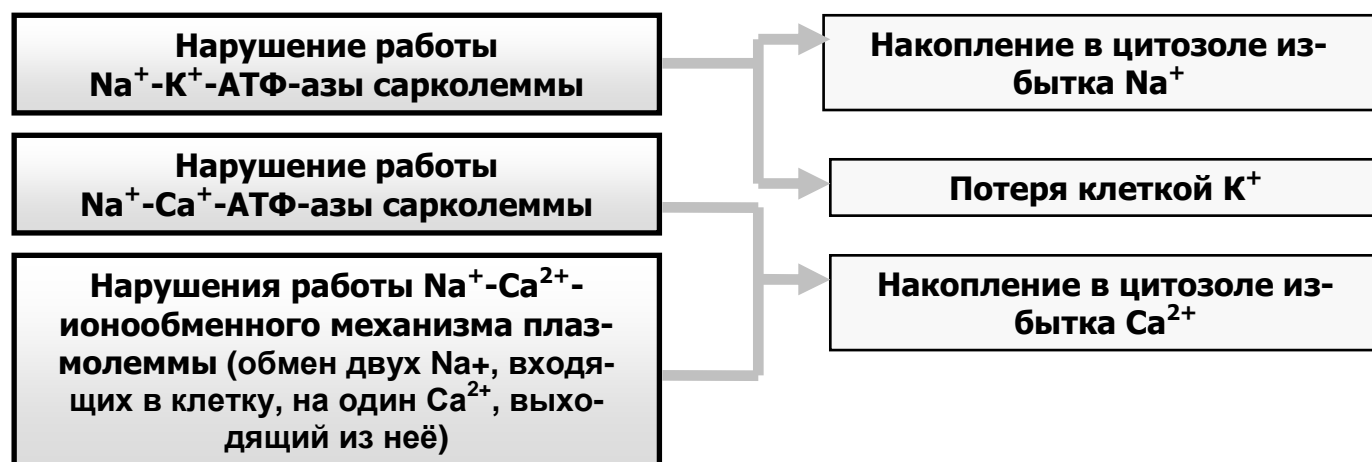 Нарушение работы
Na⁺-К⁺-АТФ-азы сарколеммы
Нарушение работы
Na⁺-Ca⁺-АТФ-азы сарколеммы
Нарушения работы Na⁺-Ca²⁺-
ионообменного механизма плаз-
молеммы (обмен двух Na+, входя-
щих в клетку, на один Ca²⁺, выхо-
дящий из неё)
Накопление в цитозоле из-
бытка Na⁺
Потеря клеткой К⁺
Накопление в цитозоле из-
бытка Ca²⁺